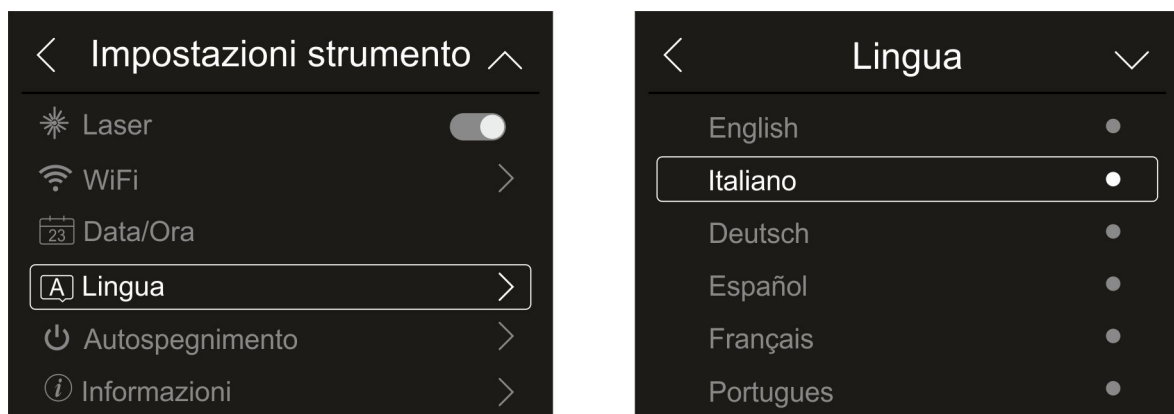 Impostazioni strumento
Laser
WiFi
23 Data/Ora
A Lingua
Autospegnimento
i Informazioni
Lingua
English
Italiano
Deutsch
Español
Français
Portugues